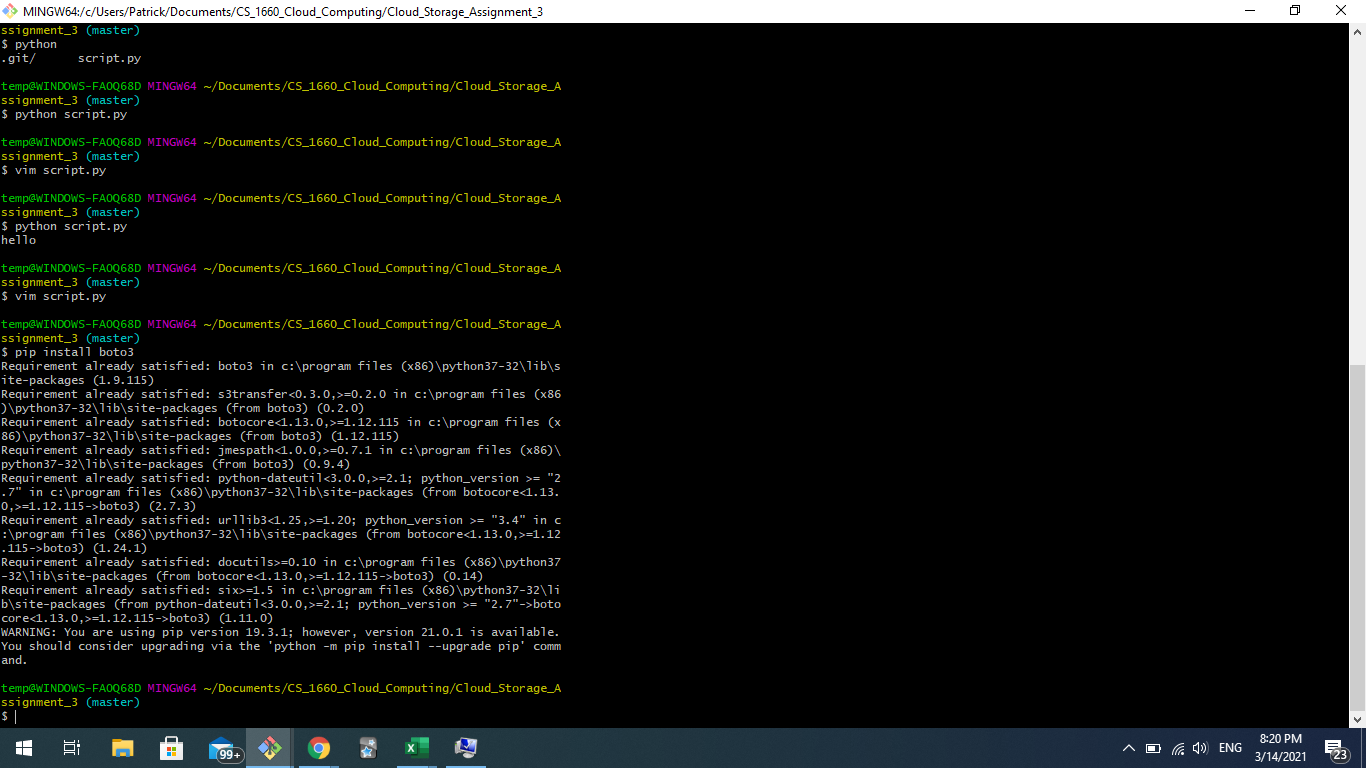 MINGW64:/c/Users/Patrick/Documents/CS_1660_Cloud_Computing/Cloud_Storage_Assignment_3
ssignment_3 (master)
$ python
.git/      script.py
temp@WINDOWS-FAOQ68D MINGW64 ~/Documents/CS_1660_Cloud_Computing/Cloud_Storage_A
ssignment_3 (master)
$ python script.py
temp@WINDOWS-FAOQ68D MINGW64 ~/Documents/CS_1660_Cloud_Computing/Cloud_Storage_A
ssignment_3 (master)
$ vim script.py
temp@WINDOWS-FAOQ68D MINGW64 ~/Documents/CS_1660_Cloud_Computing/Cloud_Storage_A
ssignment_3 (master)
$ python script.py
hello
temp@WINDOWS-FAOQ68D MINGW64 ~/Documents/CS_1660_Cloud_Computing/Cloud_Storage_A
ssignment_3 (master)
$ vim script.py
temp@WINDOWS-FAOQ68D MINGW64 ~/Documents/CS_1660_Cloud_Computing/Cloud_Storage_A
ssignment_3 (master)
$ pip install boto3
Requirement already satisfied: boto3 in c:\program files (x86)\python37-32\lib\s
ite-packages (1.9.115)
Requirement already satisfied: s3transfer<0.3.0,>=0.2.0 in c:\program files (x86
)\python37-32\lib\site-packages (from boto3) (0.2.0)
Requirement already satisfied: botocore<1.13.0,>=1.12.115 in c:\program files (x
86)\python37-32\lib\site-packages (from boto3) (1.12.115)
Requirement already satisfied: jmespath<1.0.0,>=0.7.1 in c:\program files (x86)\
python37-32\lib\site-packages (from boto3) (0.9.4)
Requirement already satisfied: python-dateutil<3.0.0,>=2.1; python_version >= "2
.7" in c:\program files (x86)\python37-32\lib\site-packages (from botocore<1.13.
0,>=1.12.115->boto3) (2.7.3)
Requirement already satisfied: urllib3<1.25,>=1.20; python_version >= "3.4" in c
:\program files (x86)\python37-32\lib\site-packages (from botocore<1.13.0,>=1.12
.115->boto3) (1.24.1)
Requirement already satisfied: docutils>=0.10 in c:\program files (x86)\python37
-32\lib\site-packages (from botocore<1.13.0,>=1.12.115->boto3) (0.14)
Requirement already satisfied: six>=1.5 in c:\program files (x86)\python37-32\li
b\site-packages (from python-dateutil<3.0.0,>=2.1; python_version >= "2.7"->boto
core<1.13.0,>=1.12.115->boto3) (1.11.0)
WARNING: You are using pip version 19.3.1; however, version 21.0.1 is available.
You should consider upgrading via the 'python -m pip install --upgrade pip' comm
and.
temp@WINDOWS-FAOQ68D MINGW64 ~/Documents/CS_1660_Cloud_Computing/Cloud_Storage_A
ssignment_3 (master)
$
99+
ENG
8:20 PM
3/14/2021
23